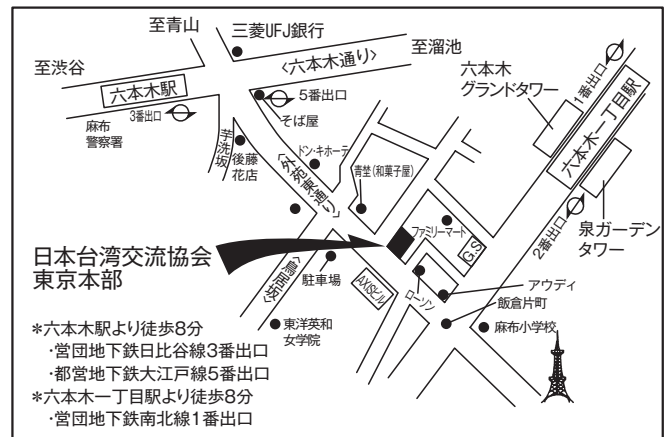 至青山
三菱UFJ銀行
至渋谷
〈六本木通り〉
至溜池
六本木駅
3番出口
麻布
警察署
5番出口
そば屋
芋洗坂
後藤
花店
ドン・キホーテ
〈外苑東通り〉
青埜(和菓子屋)
六本木
グランドタワー
1番出口
六本木一丁目駅
泉ガーデン
タワー
2番出口
ファミリーマート
G.S
日本台湾交流協会
東京本部
〈鳥居坂〉
駐車場
AXISビル
ローソン
アウディ
飯倉片町
麻布小学校
東洋英和
女学院
*六本木駅より徒歩8分
・営団地下鉄日比谷線3番出口
・都営地下鉄大江戸線5番出口
*六本木一丁目駅より徒歩8分
・営団地下鉄南北線1番出口